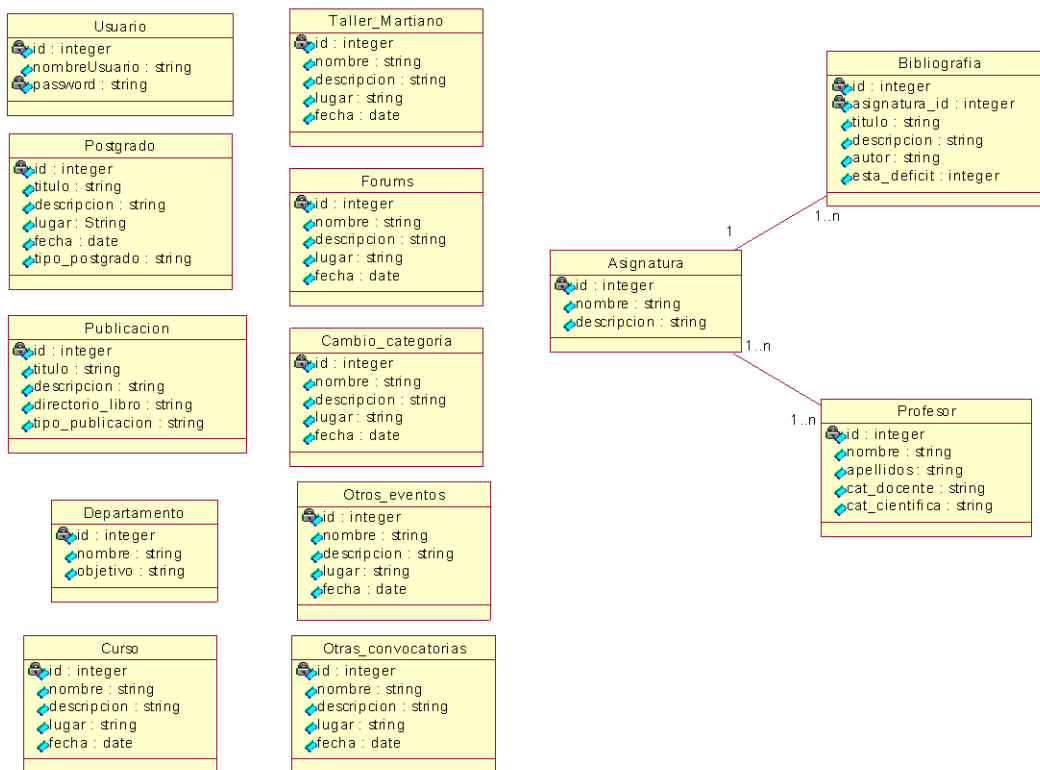 Usuario
id : integer
nombreUsuario : string
password : string
Postgrado
id : integer
titulo : string
descripcion : string
lugar : String
fecha : date
tipo_postgrado : string
Publicacion
id : integer
titulo : string
descripcion : string
directorio_libro : string
tipo_publicacion : string
Departamento
id : integer
nombre : string
objetivo : string
Curso
id : integer
nombre : string
descripcion : string
lugar : string
fecha : date
Taller_Martiano
id : integer
nombre : string
descripcion : string
lugar : string
fecha : date
Forums
id : integer
nombre : string
descripcion : string
lugar : string
fecha : date
Cambio_categoria
id : integer
nombre : string
descripcion : string
lugar : string
fecha : date
Otros_eventos
id : integer
nombre : string
descripcion : string
lugar : string
fecha : date
Otras_convocatorias
id : integer
nombre : string
descripcion : string
lugar : string
fecha : date
Bibliografia
id : integer
asignatura_id : integer
titulo : string
descripcion : string
autor : string
esta_deficit : integer
1..n
1
Asignatura
id : integer
nombre : string
descripcion : string
1..n
1..n
Profesor
id : integer
nombre : string
apellidos : string
cat_docente : string
cat_cientifica : string